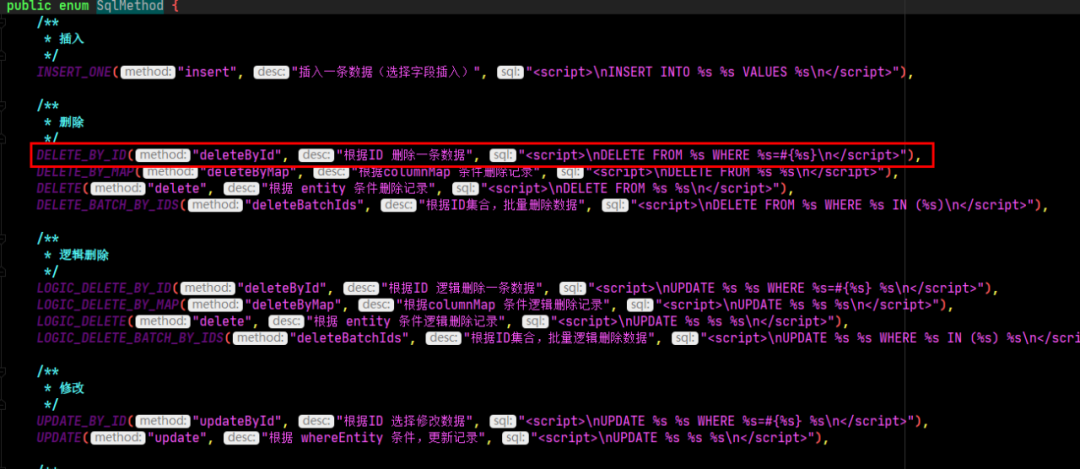 public enum SqlMethod {
/**
* 插入
*/
INSERT_ONE( method: "insert", desc: "插入一条数据（选择字段插入）", sql: "<script>\nINSERT INTO %s %s VALUES %s\n</script>"),
/**
* 删除
*/
DELETE_BY_ID( method: "deleteById", desc: "根据ID 删除一条数据", sql: "<script>\nDELETE FROM %s WHERE %s=#{%s}\n</script>"),
DELETE_BY_MAP( method: "deleteByMap", desc: "根据columnMap 条件删除记录", sql: "<script>\nDELETE FROM %s %s\n</script>"),
DELETE( method: "delete", desc: "根据 entity 条件删除记录", sql: "<script>\nDELETE FROM %s %s\n</script>"),
DELETE_BATCH_BY_IDS( method: "deleteBatchIds", desc: "根据ID集合，批量删除数据", sql: "<script>\nDELETE FROM %s WHERE %s IN (%s)\n</script>"),
/**
* 逻辑删除
*/
LOGIC_DELETE_BY_ID( method: "deleteById", desc: "根据ID 逻辑删除一条数据", sql: "<script>\nUPDATE %s %s WHERE %s=#{%s} %s\n</script>"),
LOGIC_DELETE_BY_MAP( method: "deleteByMap", desc: "根据columnMap 条件逻辑删除记录", sql: "<script>\nUPDATE %s %s %s\n</script>"),
LOGIC_DELETE( method: "delete", desc: "根据 entity 条件逻辑删除记录", sql: "<script>\nUPDATE %s %s %s\n</script>"),
LOGIC_DELETE_BATCH_BY_IDS( method: "deleteBatchIds", desc: "根据ID集合，批量逻辑删除数据", sql: "<script>\nUPDATE %s %s WHERE %s IN (%s) %s\n</scri
/**
* 修改
*/
UPDATE_BY_ID( method: "updateById", desc: "根据ID 选择修改数据", sql: "<script>\nUPDATE %s %s WHERE %s=#{%s} %s\n</script>"),
UPDATE( method: "update", desc: "根据 whereEntity 条件，更新记录", sql: "<script>\nUPDATE %s %s %s\n</script>"),
/**